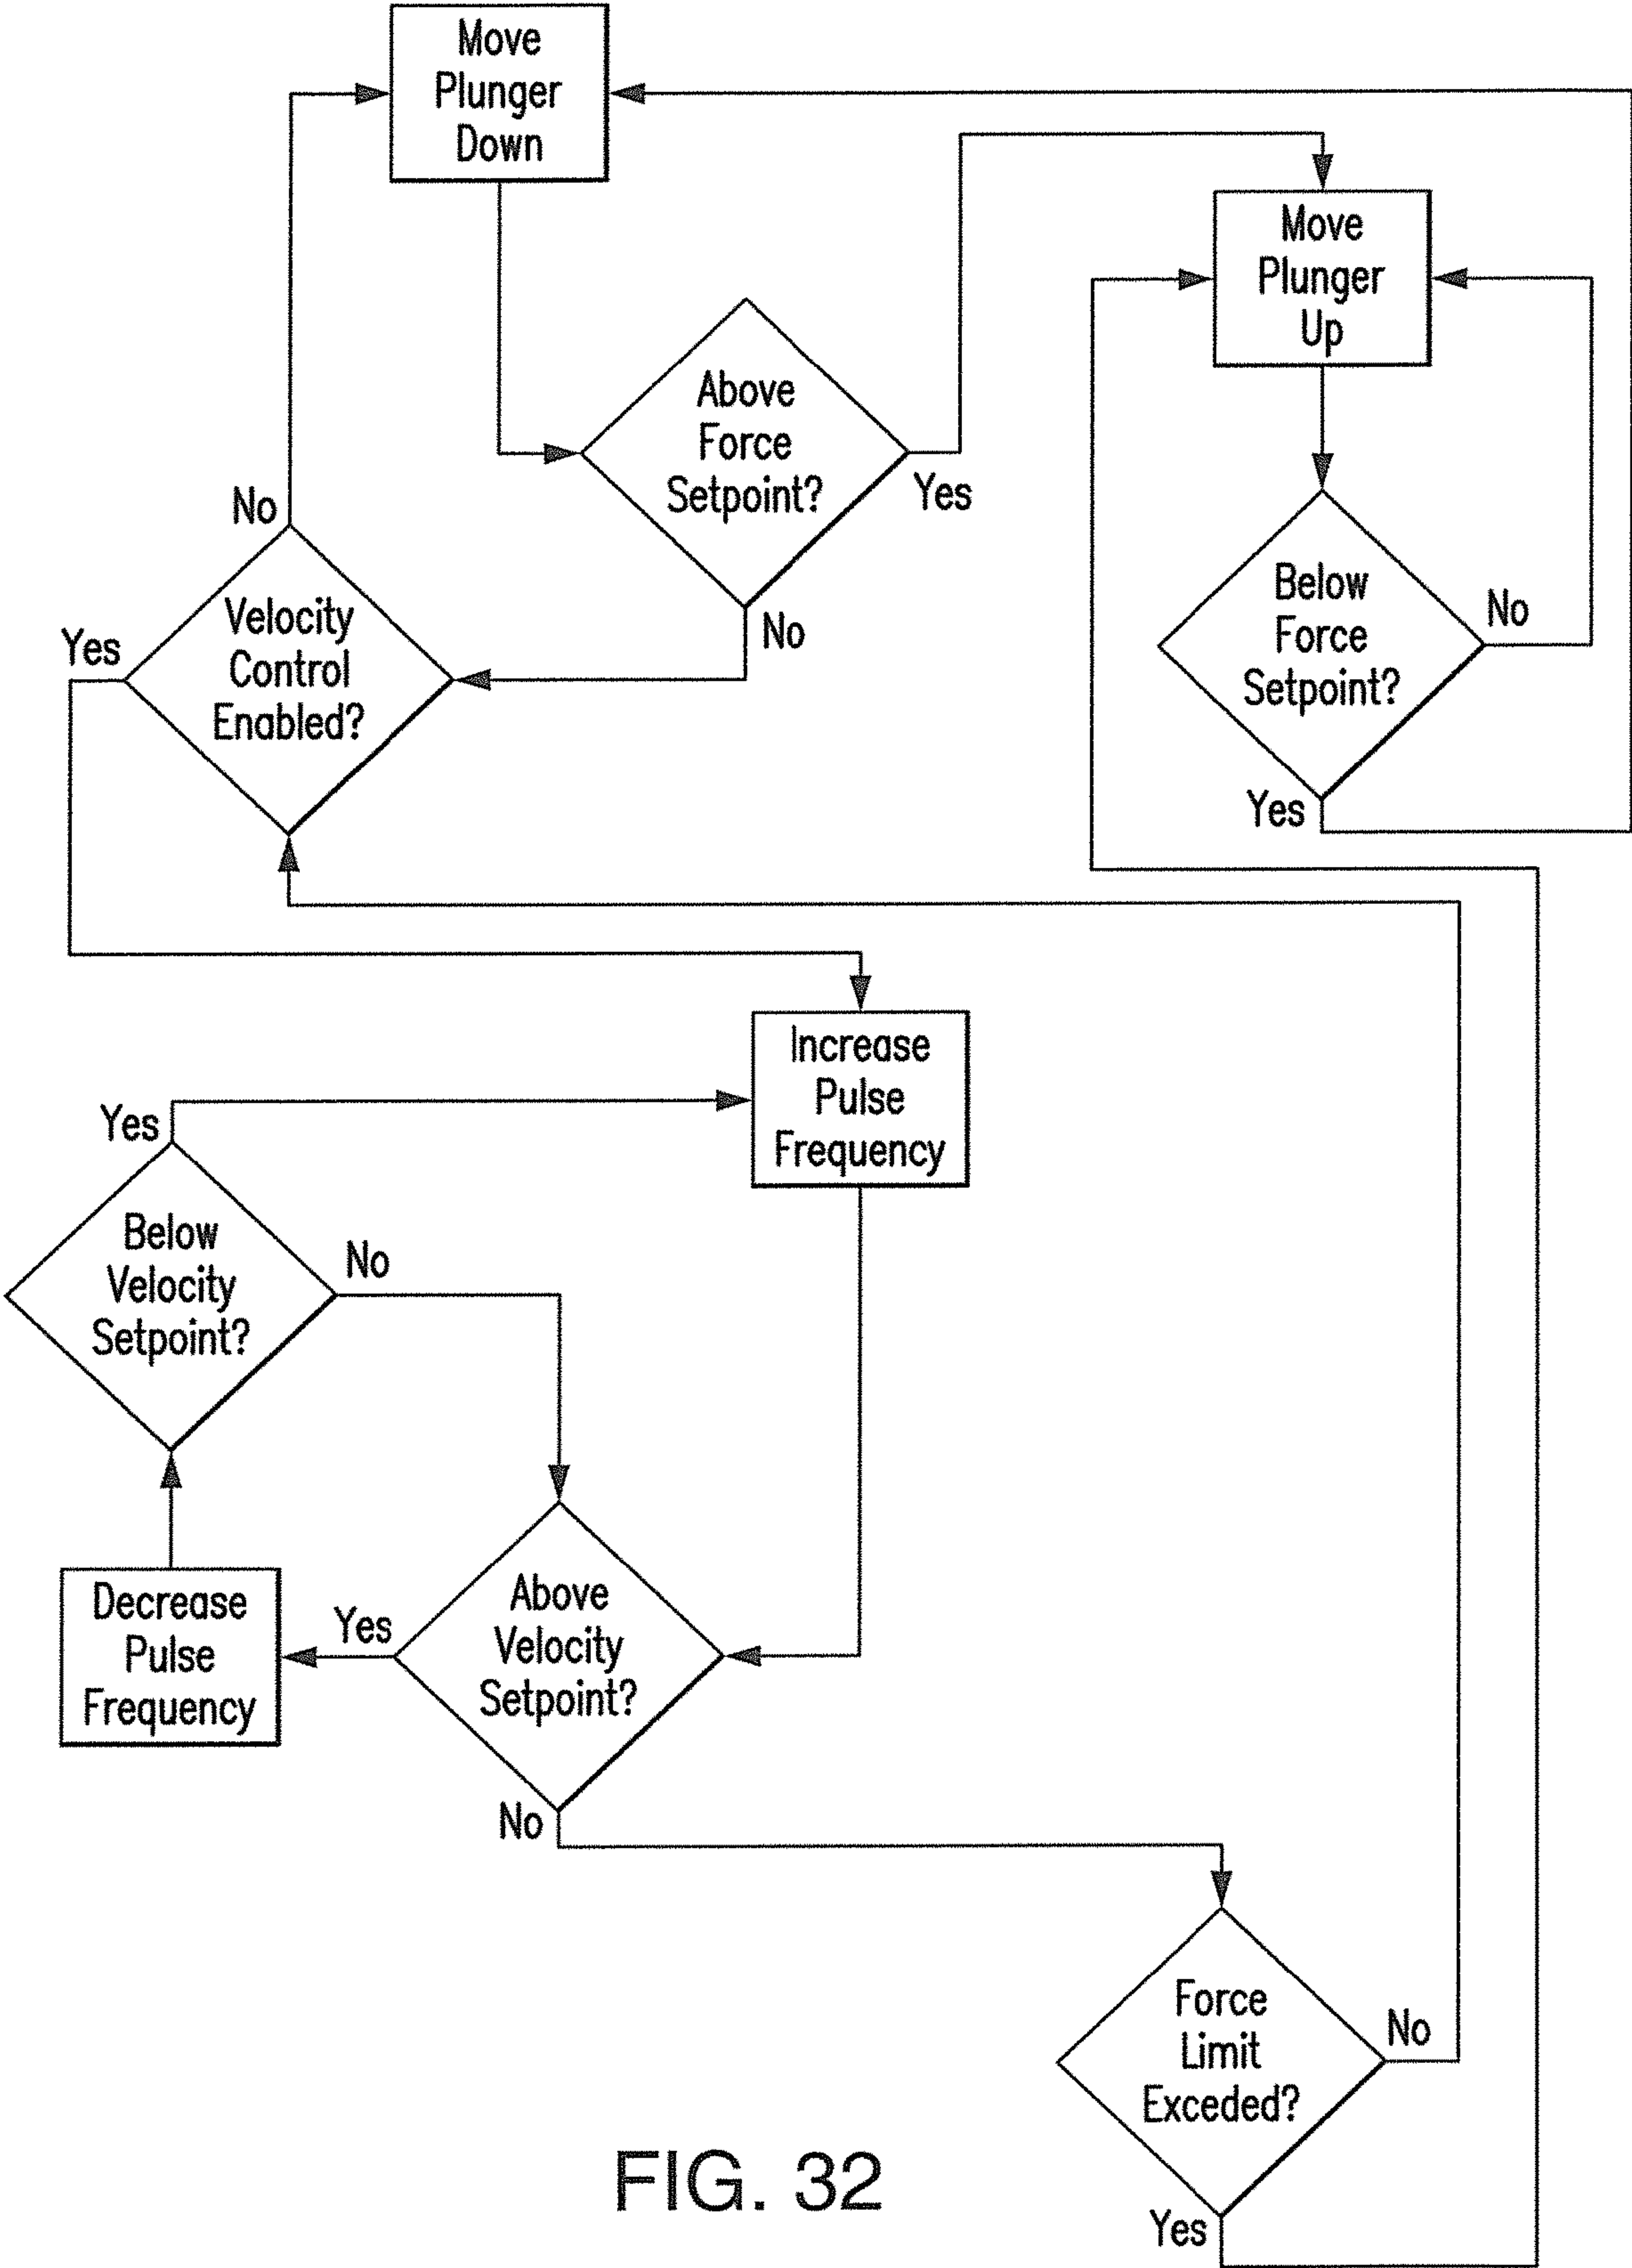 Move
Plunger
Down
Move
Plunger
Up
Above
Force
Setpoint?
Yes
No
No
Velocity
Control
Enabled?
Yes
Below
Force
Setpoint?
No
Yes
Increase
Pulse
Frequency
Yes
Below
Velocity
Setpoint?
No
Decrease
Pulse
Frequency
Yes
Above
Velocity
Setpoint?
No
Force
Limit
Exceded?
No
Yes
FIG. 32